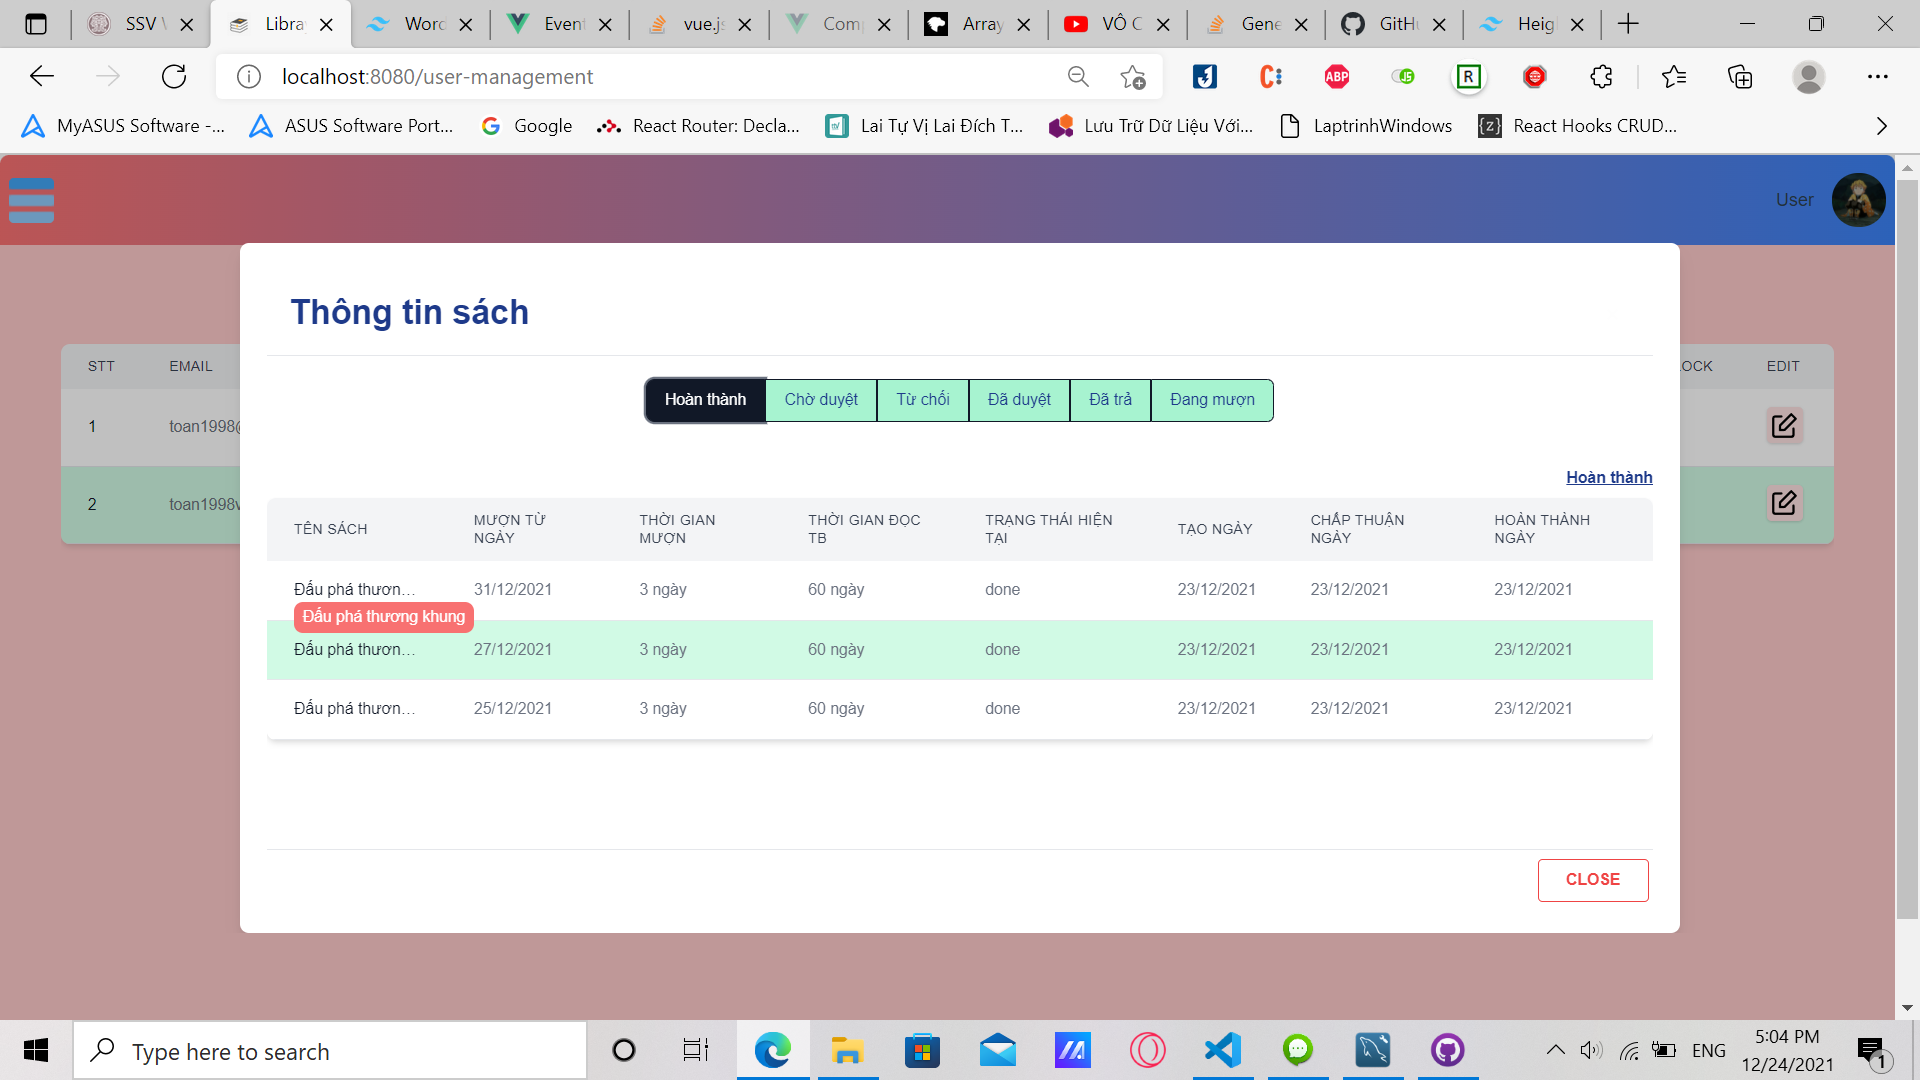 SSV
Libra
Word
Event
vue.js
Comp
Array
VÔ C
Gene
GitHu
Heig
localhost:8080/user-management
ABP
JS
R
MyASUS Software -...
ASUS Software Port...
Google
React Router: Decla...
Lai Tự Vị Lai Đích T...
Lưu Trữ Dữ Liệu Với...
LaptrinhWindows
React Hooks CRUD...
User
Thông tin sách
STT EMAIL OCK EDIT
Hoàn thành Chờ duyệt Từ chối Đã duyệt Đã trả Đang mượn
1 toan1998@
Hoàn thành
2 toan1998v
TÊN SÁCH MƯỢN TỪ NGÀY THỜI GIAN MƯỢN THỜI GIAN ĐỌC TB TRẠNG THÁI HIỆN TẠI TẠO NGÀY CHẤP THUẬN NGÀY HOÀN THÀNH NGÀY
Đấu phá thươn... 31/12/2021 3 ngày 60 ngày done 23/12/2021 23/12/2021 23/12/2021
Đấu phá thương khung
Đấu phá thươn... 27/12/2021 3 ngày 60 ngày done 23/12/2021 23/12/2021 23/12/2021
Đấu phá thươn... 25/12/2021 3 ngày 60 ngày done 23/12/2021 23/12/2021 23/12/2021
CLOSE
Type here to search
ENG
5:04 PM
12/24/2021
1